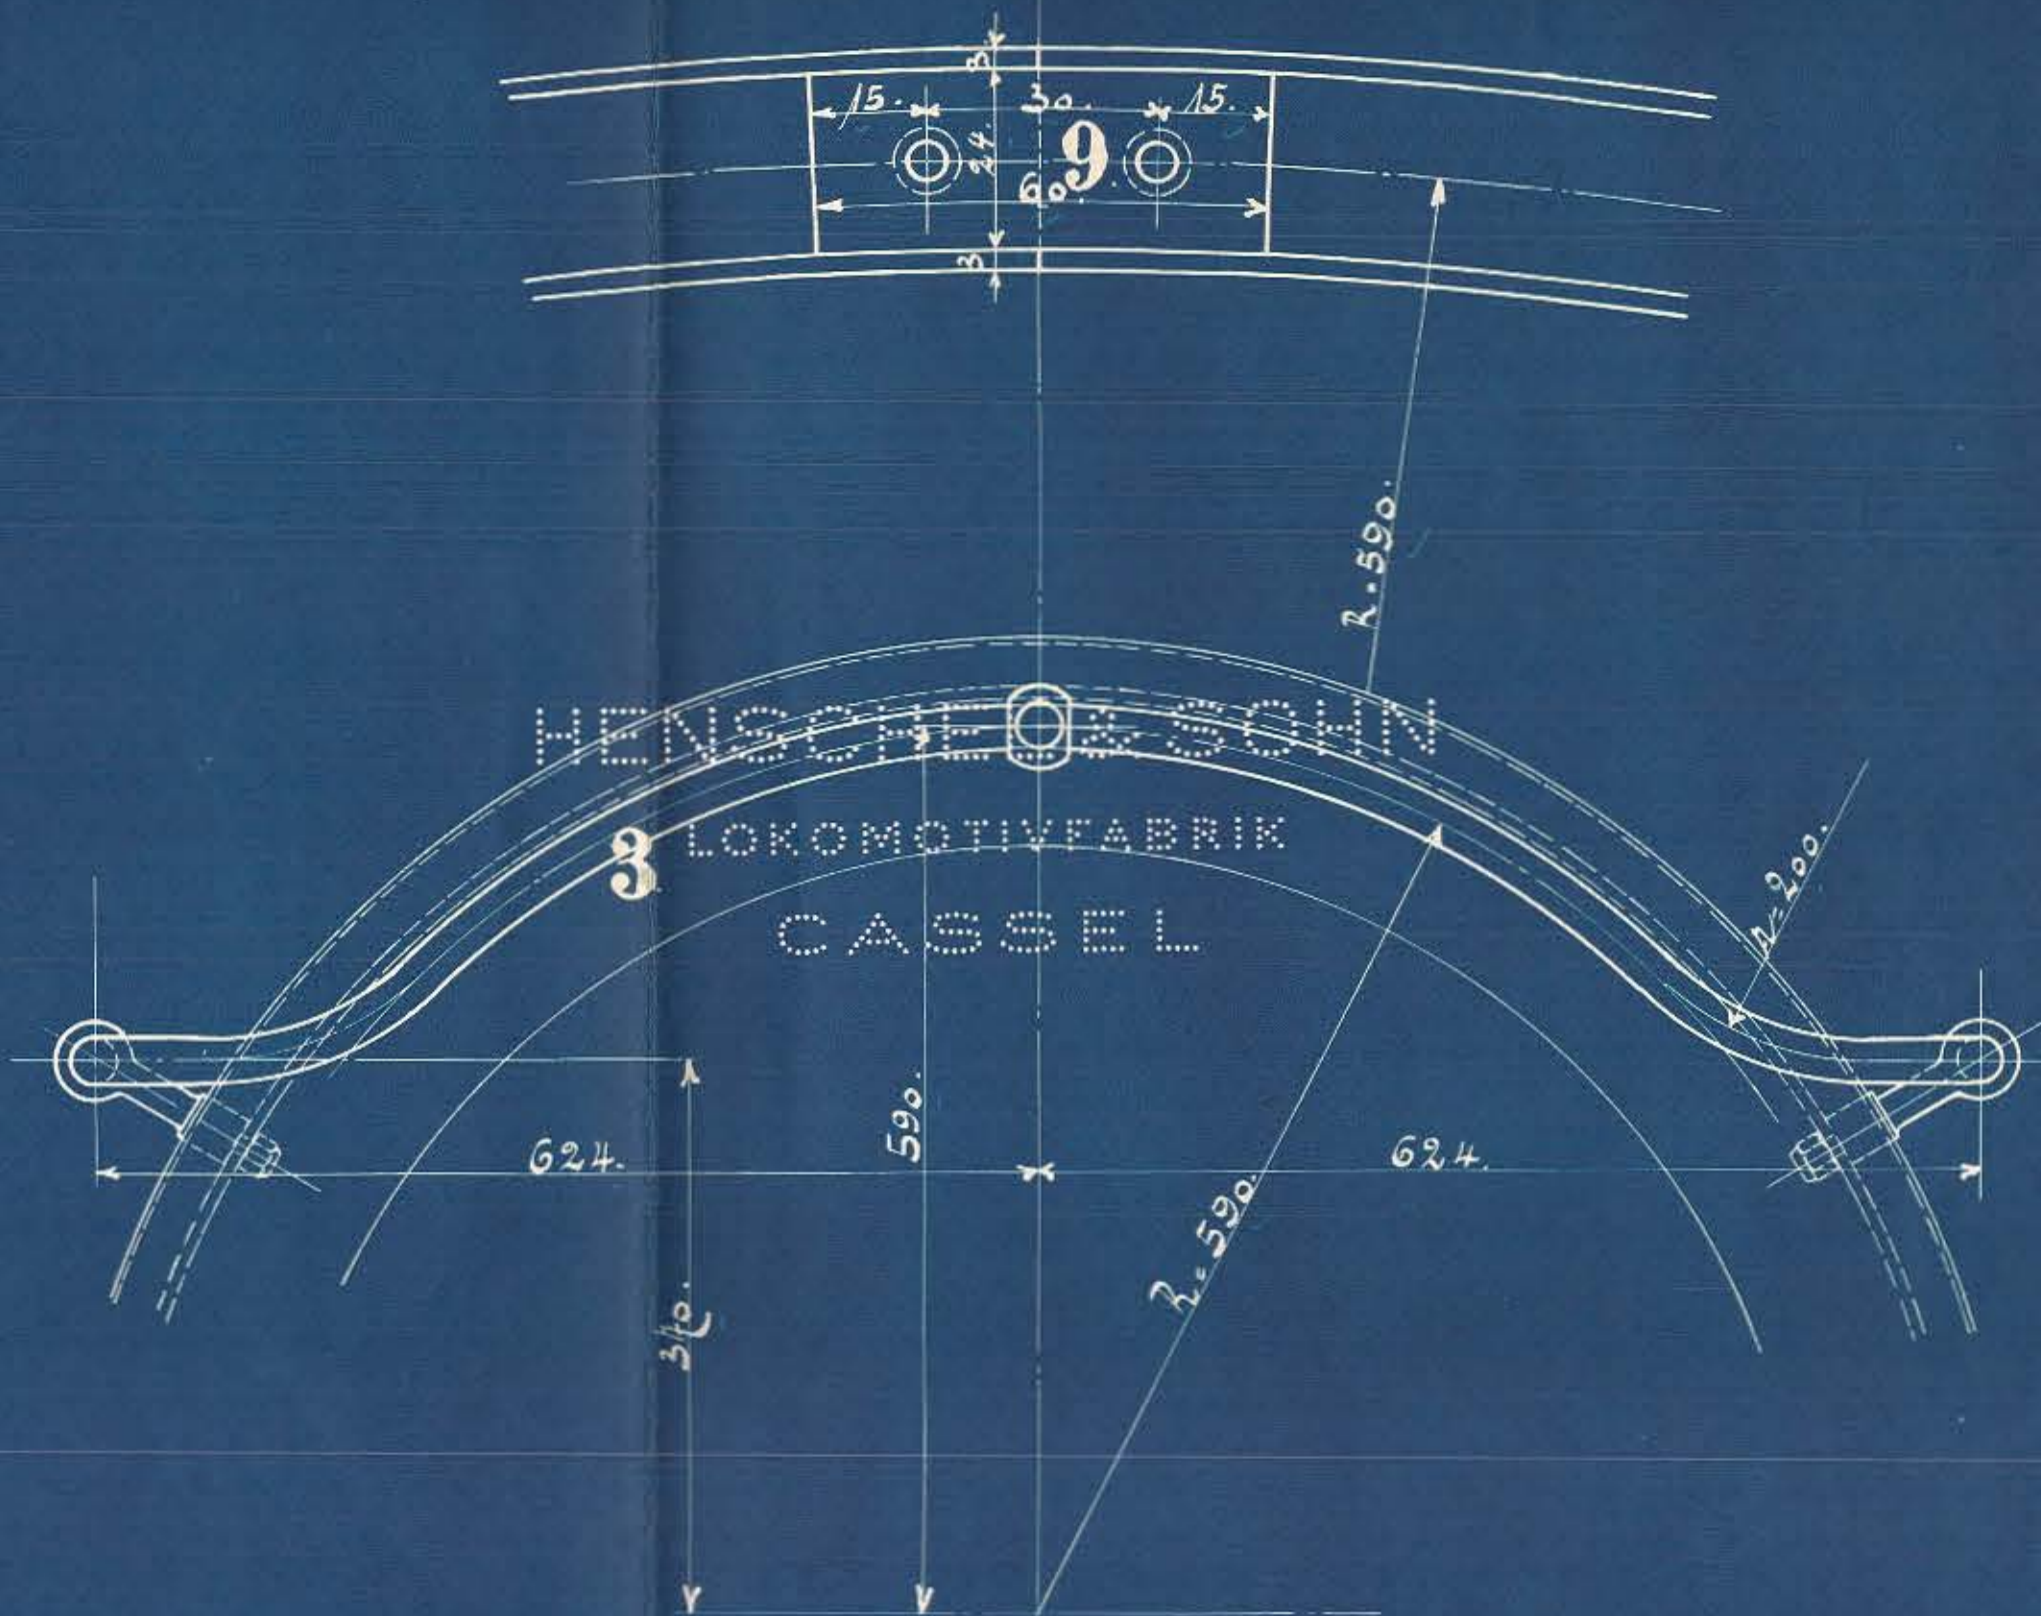 3
15. 30. 15.
24.
9
60.
3
R.=590.
HENSCHEL & SOHN
3 LOKOMOTIVFABRIK
CASSEL
r=200.
590.
624.
624.
R=590.
340.